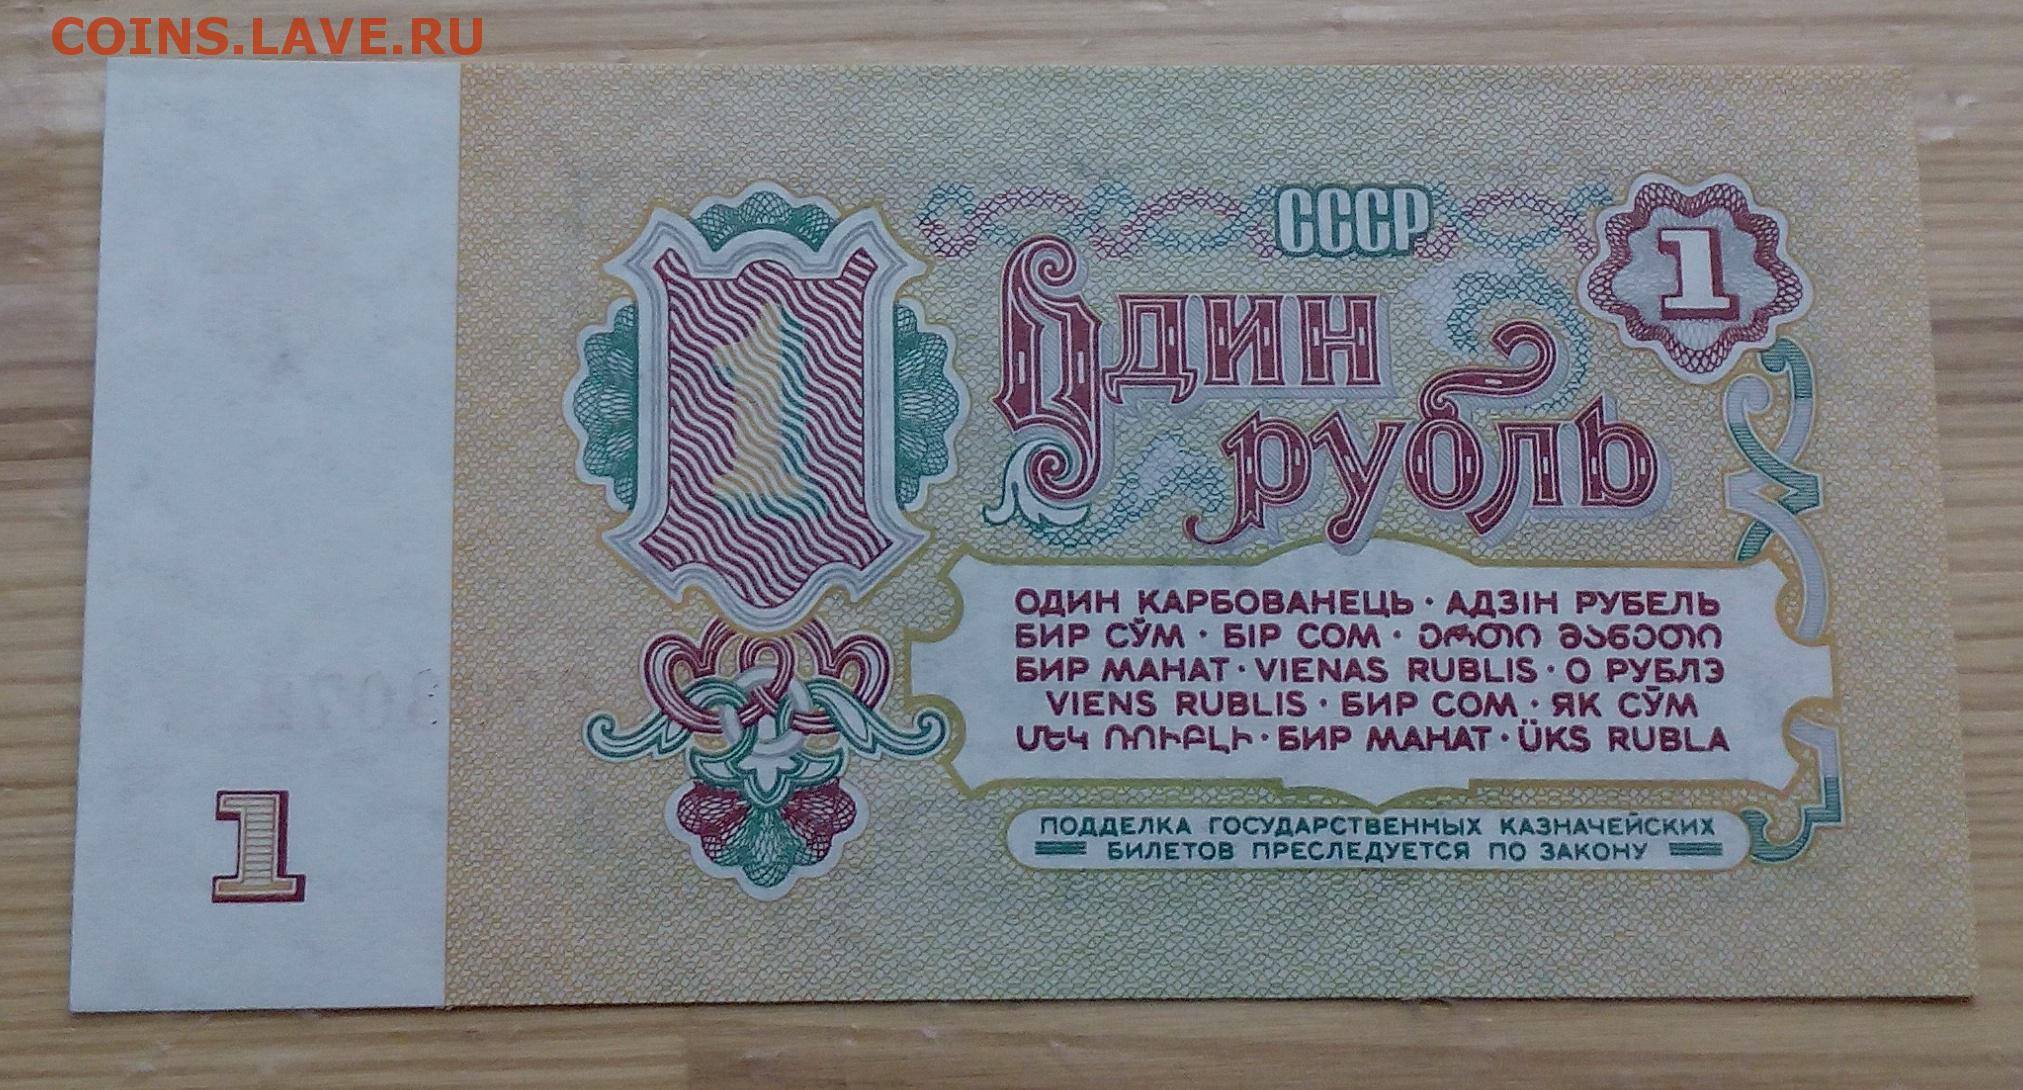 COINS.LAVE.RU
СССР
1
Один
рубль
1
ОДИН КАРБОВАНЕЦЬ · АДЗІН РУБЕЛЬ
БИР СЎМ · БІР СОМ · ერთი მანეთი
БИР МАНАТ · VIENAS RUBLIS · О РУБЛЭ
VIENS RUBLIS · БИР СОМ · ЯК СӮМ
ՄԵԿ ՌՈՒԲԼԻ · БИР МАНАТ · ÜKS RUBLA
ПОДДЕЛКА ГОСУДАРСТВЕННЫХ КАЗНАЧЕЙСКИХ
БИЛЕТОВ ПРЕСЛЕДУЕТСЯ ПО ЗАКОНУ
1